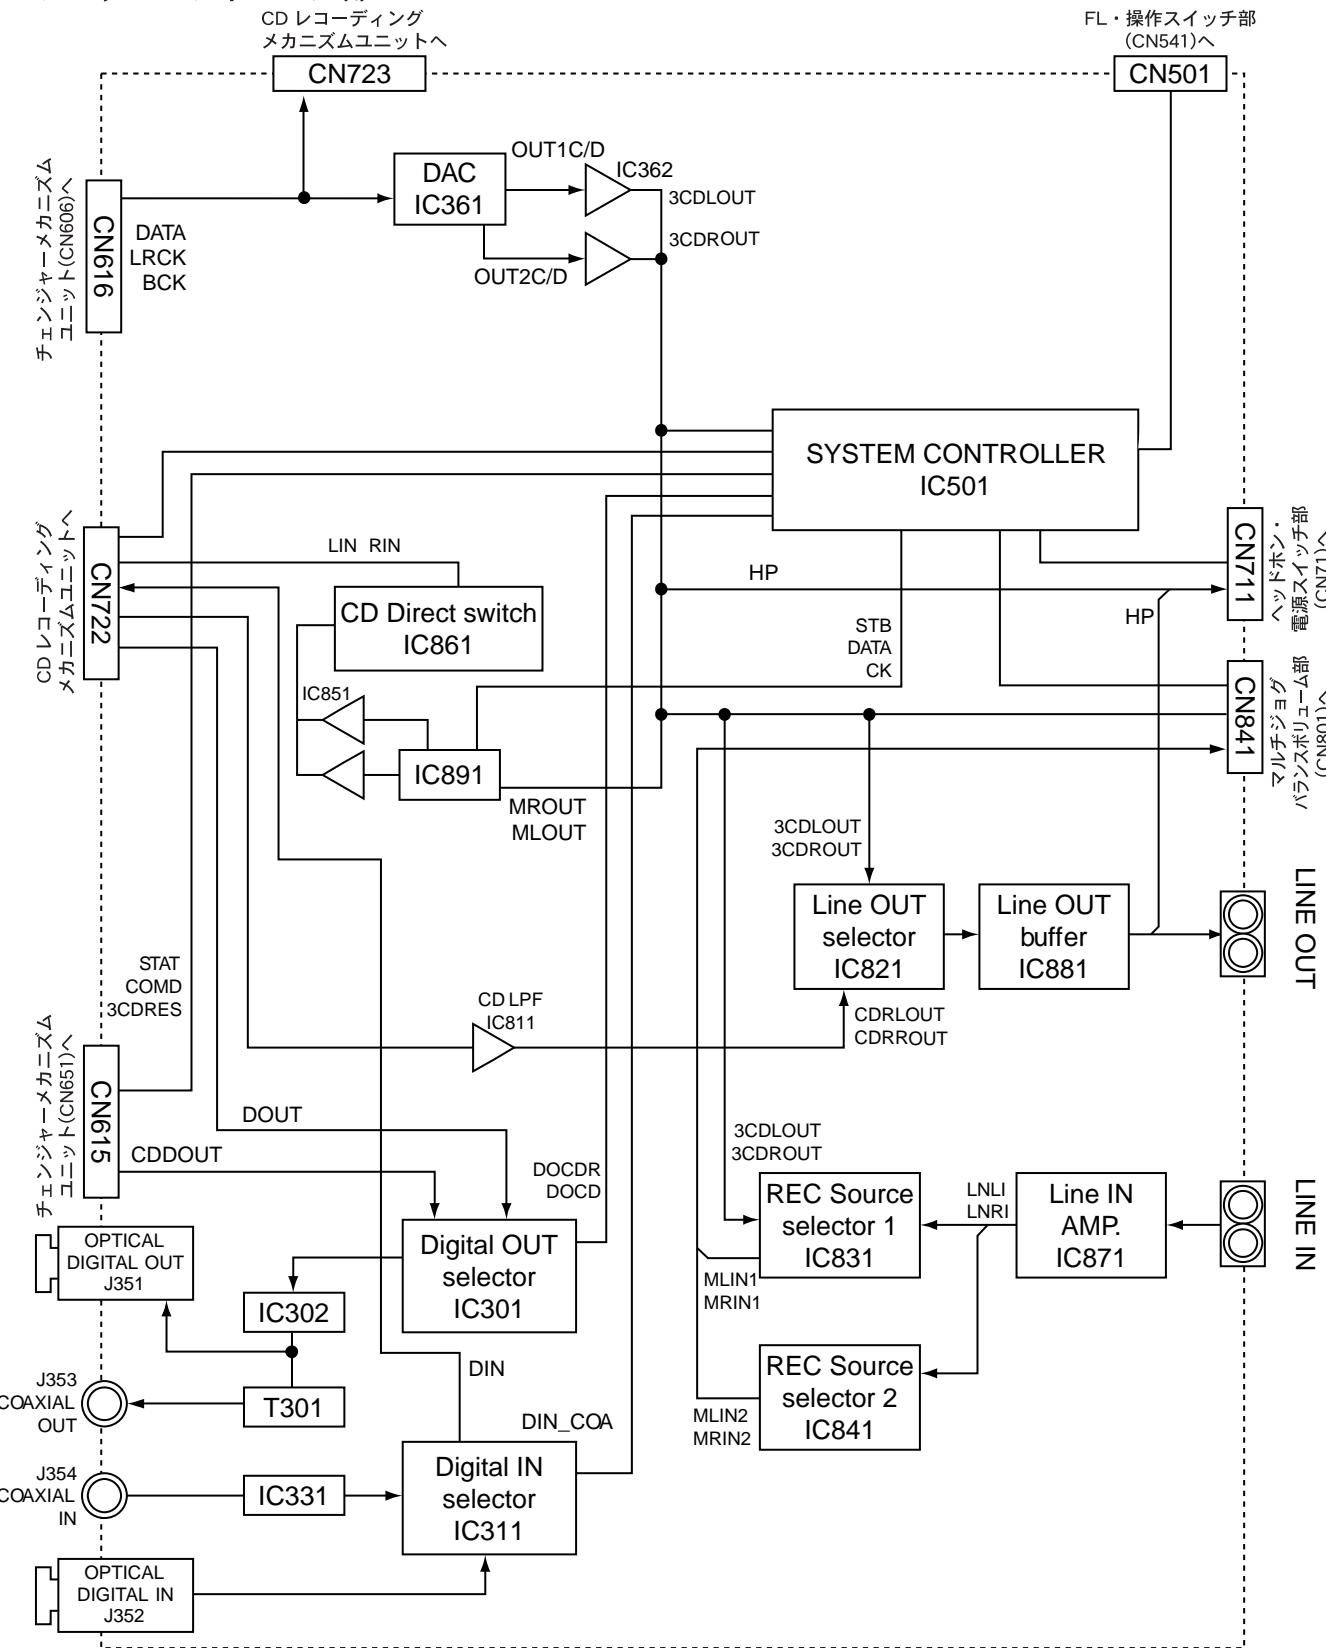 CD レコーディング
メカニズムユニットへ
CN723
FL・操作スイッチ部
(CN541)へ
CN501
チェンジャーメカニズム
ユニット(CN606)へ
CN616
DATA
LRCK
BCK
DAC
IC361
OUT1C/D
IC362
3CDLOUT
3CDROUT
OUT2C/D
SYSTEM CONTROLLER
IC501
CD レコーディング
メカニズムユニットへ
CN722
LIN RIN
CD Direct switch
IC861
IC851
IC891
MROUT
MLOUT
STB
DATA
CK
HP
HP
CN711
ヘッドホン・
電源スイッチ部
(CN71)へ
CN841
マルチジョグ
バランスボリューム部
(CN801)へ
3CDLOUT
3CDROUT
Line OUT
selector
IC821
Line OUT
buffer
IC881
LINE OUT
STAT
COMD
3CDRES
CD LPF
IC811
CDRLOUT
CDRROUT
チェンジャーメカニズム
ユニット(CN651)へ
CN615
DOUT
CDDOUT
DOCDR
DOCD
3CDLOUT
3CDROUT
REC Source
selector 1
IC831
LNLI
LNRI
Line IN
AMP.
IC871
LINE IN
OPTICAL
DIGITAL OUT
J351
Digital OUT
selector
IC301
IC302
MLIN1
MRIN1
REC Source
selector 2
IC841
MLIN2
MRIN2
J353
COAXIAL
OUT
T301
DIN
DIN_COA
J354
COAXIAL
IN
IC331
Digital IN
selector
IC311
OPTICAL
DIGITAL IN
J352